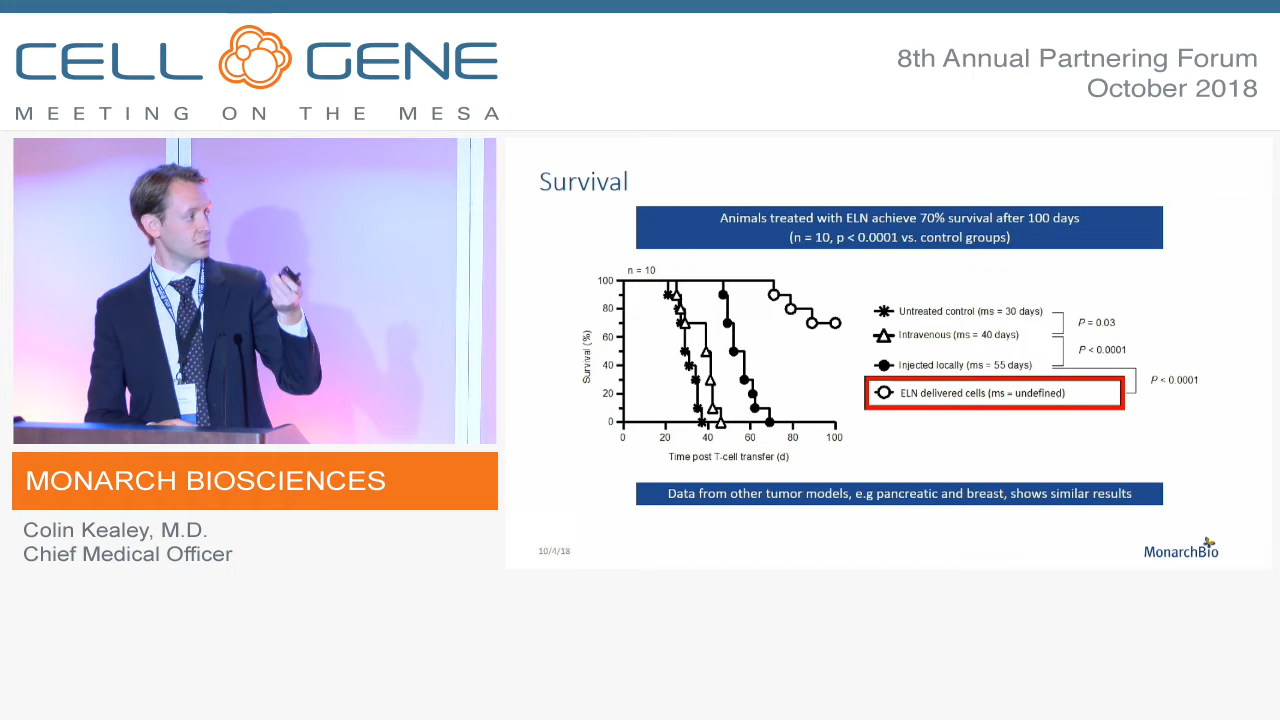 CELL GENE
MEETING ON THE MESA
8th Annual Partnering Forum
October 2018
Survival
Animals treated with ELN achieve 70% survival after 100 days
(n = 10, p < 0.0001 vs. control groups)
n = 10
100
80
60
40
20
0
Survival (%)
0 20 40 60 80 100
Time post T-cell transfer (d)
Untreated control (ms = 30 days)
Intravenous (ms = 40 days)
Injected locally (ms = 55 days)
ELN delivered cells (ms = undefined)
P = 0.03
P < 0.0001
P < 0.0001
Data from other tumor models, e.g pancreatic and breast, shows similar results
10/4/18
MonarchBio
MONARCH BIOSCIENCES
Colin Kealey, M.D.
Chief Medical Officer